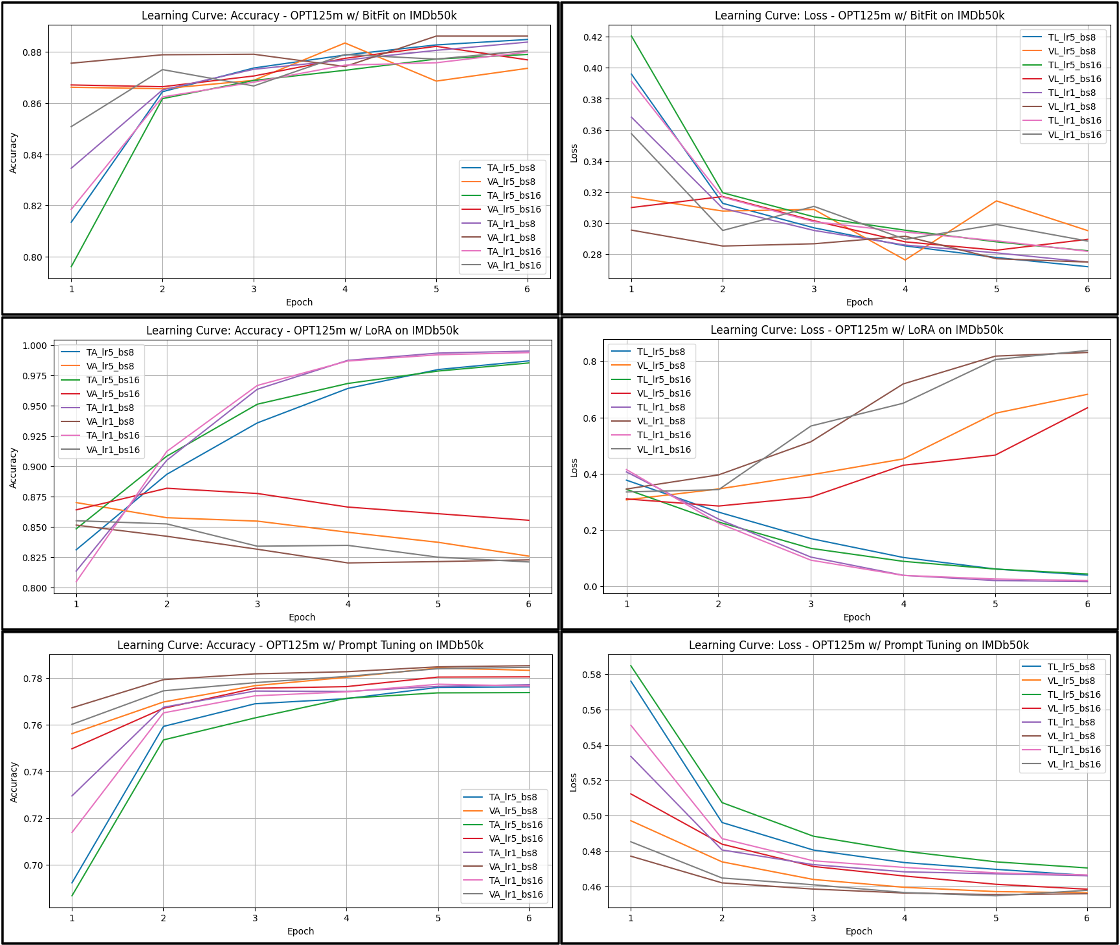 Learning Curve: Accuracy - OPT125m w/ BitFit on IMDb50k
0.88
0.86
0.84
0.82
0.80
Accuracy
TA_lr5_bs8
VA_lr5_bs8
TA_lr5_bs16
VA_lr5_bs16
TA_lr1_bs8
VA_lr1_bs8
TA_lr1_bs16
VA_lr1_bs16
1 2 3 4 5 6
Epoch
Learning Curve: Loss - OPT125m w/ BitFit on IMDb50k
0.42
0.40
0.38
0.36
0.34
0.32
0.30
0.28
Loss
TL_lr5_bs8
VL_lr5_bs8
TL_lr5_bs16
VL_lr5_bs16
TL_lr1_bs8
VL_lr1_bs8
TL_lr1_bs16
VL_lr1_bs16
1 2 3 4 5 6
Epoch
Learning Curve: Accuracy - OPT125m w/ LoRA on IMDb50k
1.000
0.975
0.950
0.925
0.900
0.875
0.850
0.825
0.800
Accuracy
TA_lr5_bs8
VA_lr5_bs8
TA_lr5_bs16
VA_lr5_bs16
TA_lr1_bs8
VA_lr1_bs8
TA_lr1_bs16
VA_lr1_bs16
1 2 3 4 5 6
Epoch
Learning Curve: Loss - OPT125m w/ LoRA on IMDb50k
0.8
0.6
0.4
0.2
0.0
Loss
TL_lr5_bs8
VL_lr5_bs8
TL_lr5_bs16
VL_lr5_bs16
TL_lr1_bs8
VL_lr1_bs8
TL_lr1_bs16
VL_lr1_bs16
1 2 3 4 5 6
Epoch
Learning Curve: Accuracy - OPT125m w/ Prompt Tuning on IMDb50k
0.78
0.76
0.74
0.72
0.70
Accuracy
TA_lr5_bs8
VA_lr5_bs8
TA_lr5_bs16
VA_lr5_bs16
TA_lr1_bs8
VA_lr1_bs8
TA_lr1_bs16
VA_lr1_bs16
1 2 3 4 5 6
Epoch
Learning Curve: Loss - OPT125m w/ Prompt Tuning on IMDb50k
0.58
0.56
0.54
0.52
0.50
0.48
0.46
Loss
TL_lr5_bs8
VL_lr5_bs8
TL_lr5_bs16
VL_lr5_bs16
TL_lr1_bs8
VL_lr1_bs8
TL_lr1_bs16
VL_lr1_bs16
1 2 3 4 5 6
Epoch